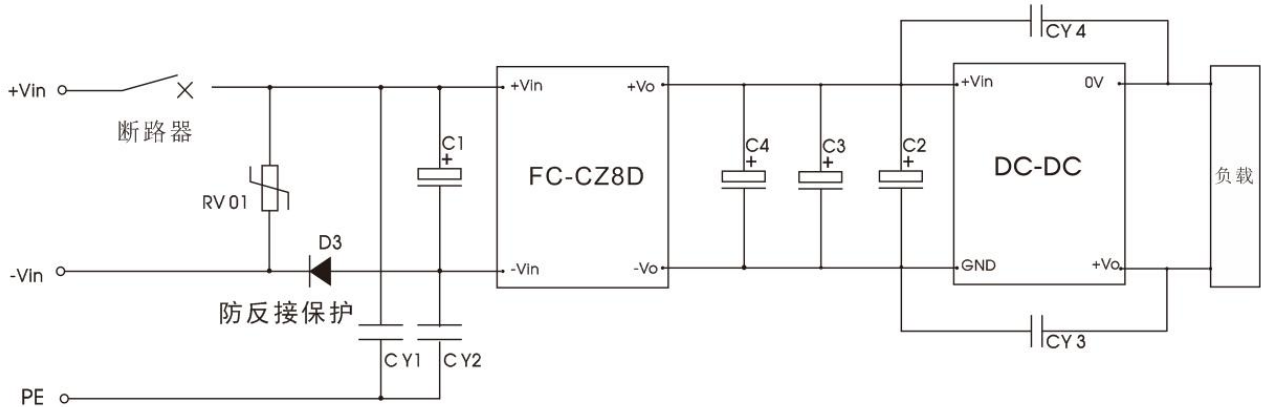 CY4
+Vin
断路器
RV01
C1
+
+Vin
+Vo
FC-CZ8D
-Vin
-Vo
C4
+
C3
+
C2
+
+Vin
0V
DC-DC
GND
+Vo
负载
-Vin
D3
防反接保护
CY1
CY2
CY3
PE